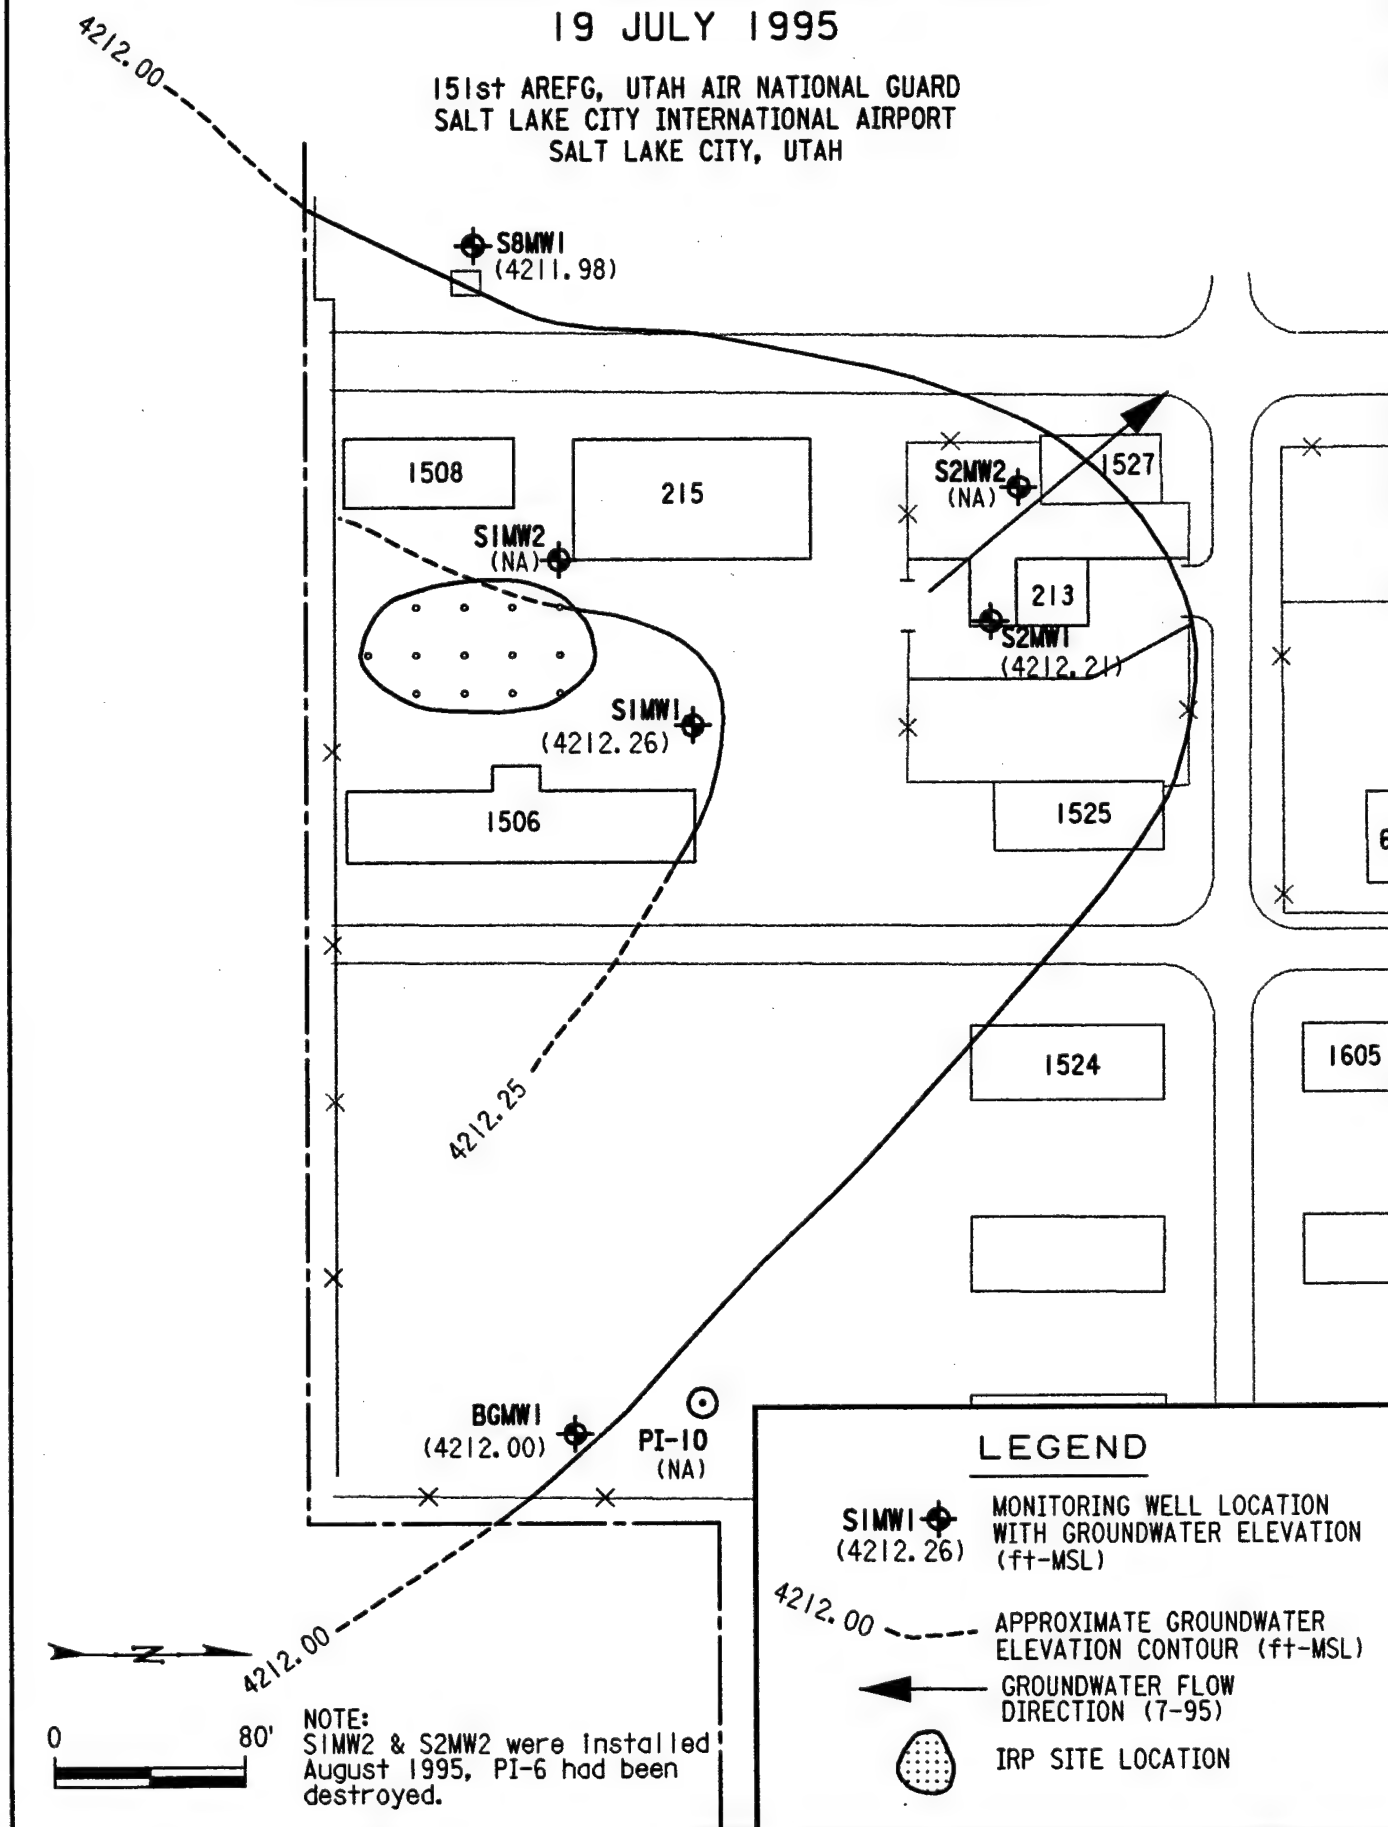 19 JULY 1995
151st AREFG, UTAH AIR NATIONAL GUARD
SALT LAKE CITY INTERNATIONAL AIRPORT
SALT LAKE CITY, UTAH
4212.00
S8MW1
(4211.98)
1508
215
S2MW2
(NA)
1527
S1MW2
(NA)
213
S2MW1
(4212.21)
S1MW1
(4212.26)
1506
1525
6
4212.25
1524
1605
BGMW1
(4212.00)
PI-10
(NA)
4212.00
N
0 80'
NOTE:
S1MW2 & S2MW2 were installed
August 1995, PI-6 had been
destroyed.
LEGEND
S1MW1
(4212.26)
MONITORING WELL LOCATION
WITH GROUNDWATER ELEVATION
(ft-MSL)
4212.00
APPROXIMATE GROUNDWATER
ELEVATION CONTOUR (ft-MSL)
GROUNDWATER FLOW
DIRECTION (7-95)
IRP SITE LOCATION